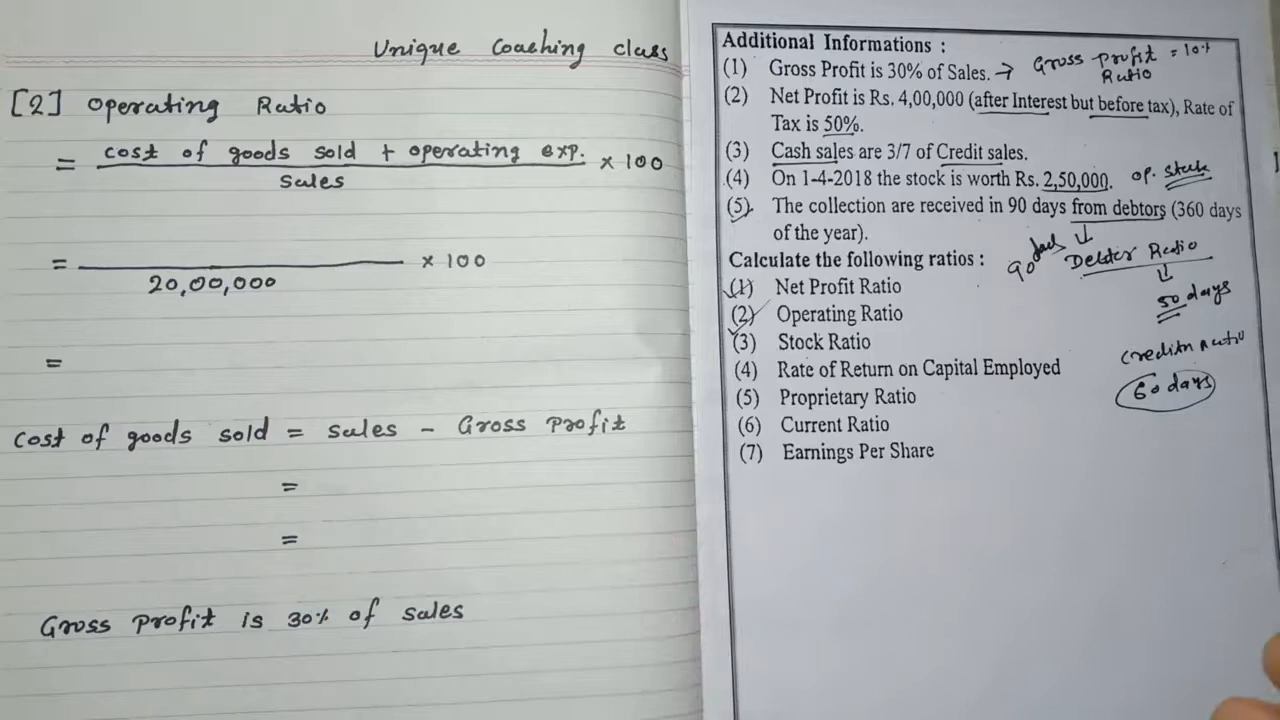 Unique Coaching class
[2] Operating Ratio
= cost of goods sold + operating exp. × 100
sales
= × 100
20,00,000
=
Cost of goods sold = sales - Gross Profit
=
=
Gross Profit is 30% of sales
Additional Informations :
(1) Gross Profit is 30% of Sales. → Gross Profit = 10%
Ratio
(2) Net Profit is Rs. 4,00,000 (after Interest but before tax), Rate of
Tax is 50%.
(3) Cash sales are 3/7 of Credit sales.
(4) On 1-4-2018 the stock is worth Rs. 2,50,000. op. stock
(5) The collection are received in 90 days from debtors (360 days
of the year).
90 days Debtor Ratio
Calculate the following ratios :
(1) Net Profit Ratio
50 days
(2) Operating Ratio
(3) Stock Ratio
(4) Rate of Return on Capital Employed
60 days
(5) Proprietary Ratio
(6) Current Ratio
(7) Earnings Per Share